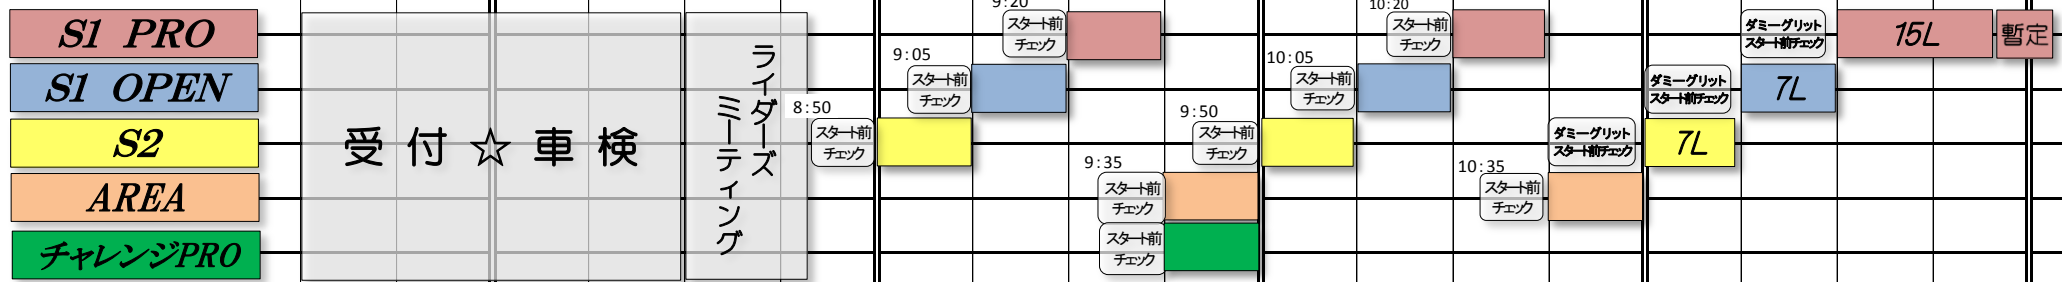 9:20
10:20
S1 PRO
スタート前
チェック
スタート前
チェック
ダミーグリット
スタート前チェック
15L
暫定
9:05
10:05
S1 OPEN
スタート前
チェック
スタート前
チェック
ダミーグリット
スタート前チェック
7L
受付☆車検
ライダーズ
ミーティング
8:50
9:50
S2
スタート前
チェック
スタート前
チェック
ダミーグリット
スタート前チェック
7L
9:35
10:35
AREA
スタート前
チェック
スタート前
チェック
チャレンジPRO
スタート前
チェック